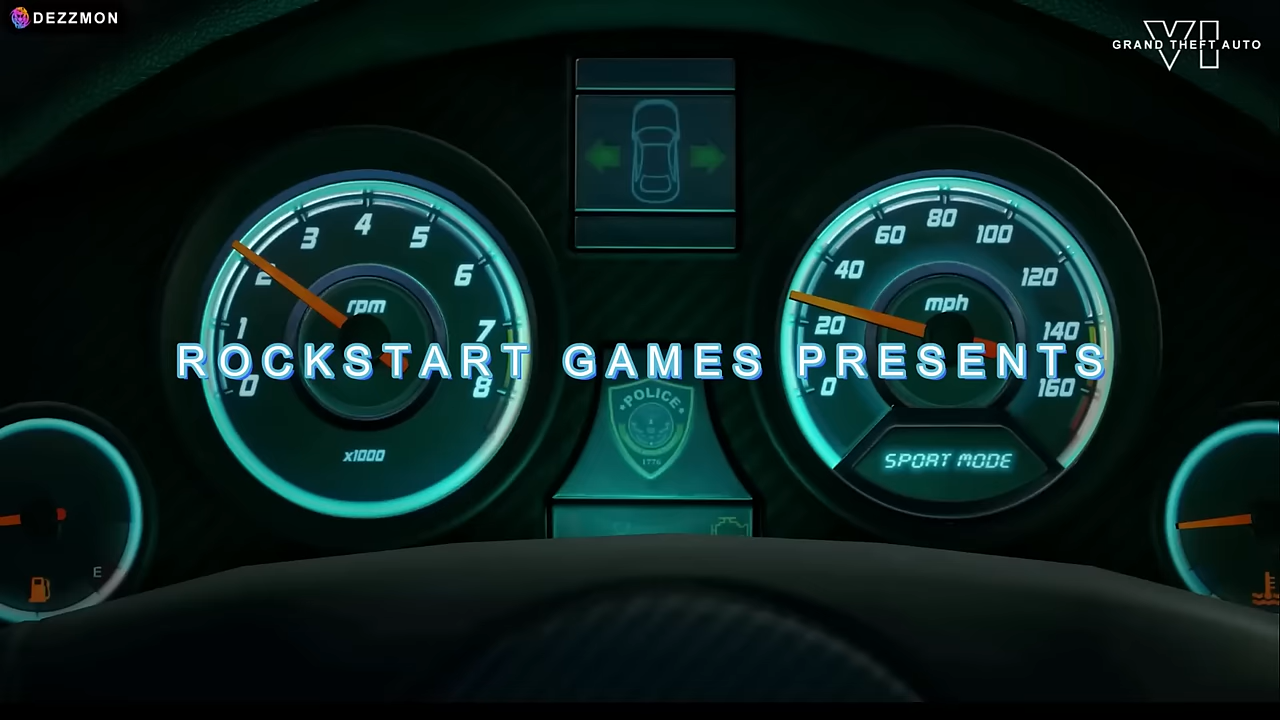 DEZZMON
VI
GRAND THEFT AUTO
0 1 2 3 4 5 6 7 8
rpm
x1000
0 20 40 60 80 100 120 140 160
mph
ROCKSTART GAMES PRESENTS
POLICE
1776
SPORT MODE
E